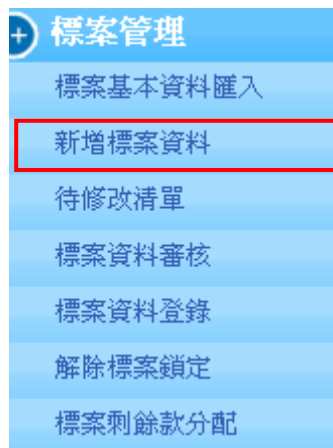 標案管理
標案基本資料匯入
新增標案資料
待修改清單
標案資料審核
標案資料登錄
解除標案鎖定
標案剩餘款分配